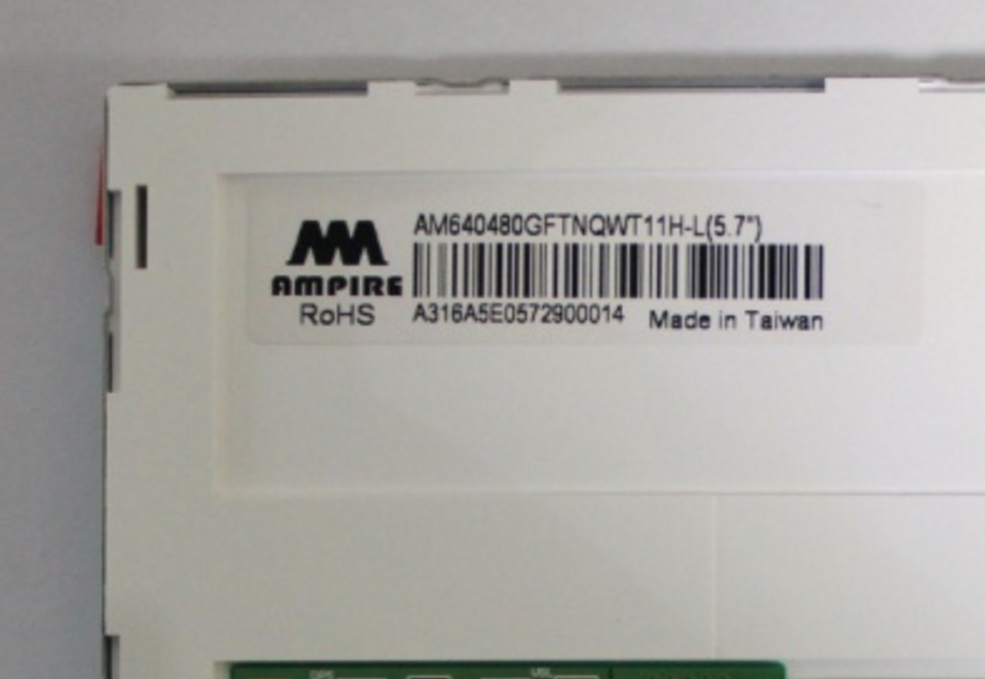 AM640480GFTNQWT11H-L(5.7")
AMPIRE
RoHS
A316A5E0572900014
Made in Taiwan